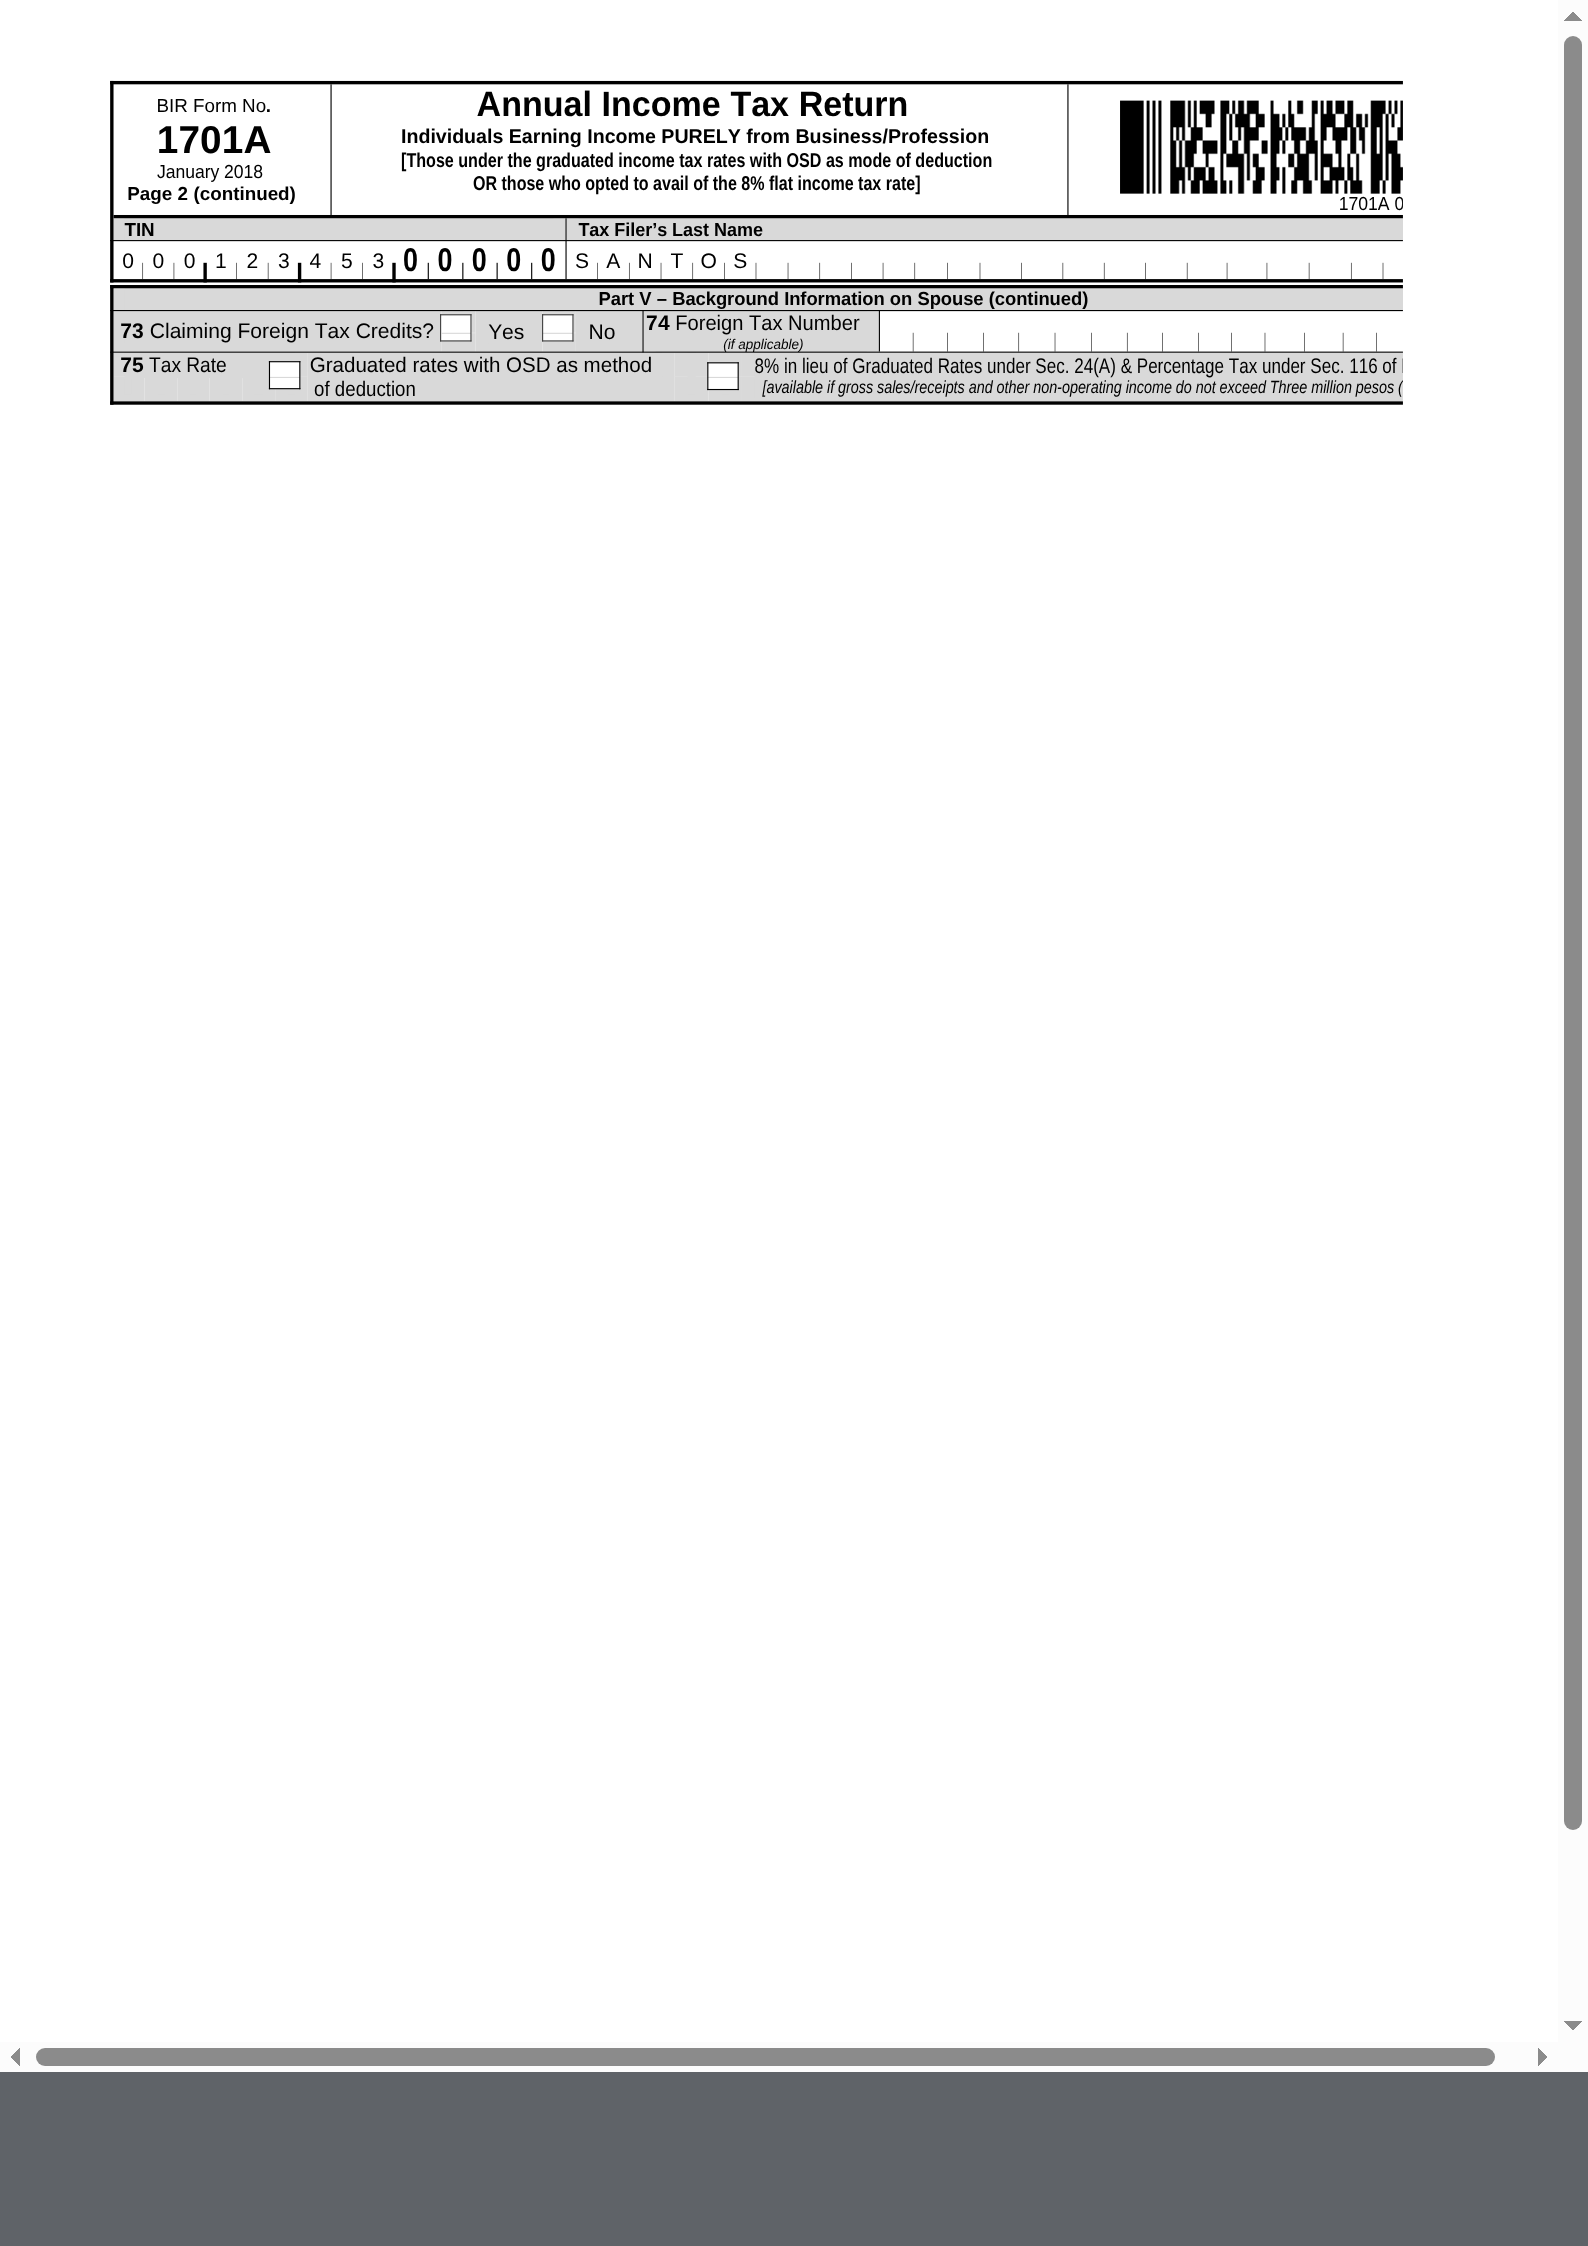 BIR Form No.
1701A
January 2018
Page 2 (continued)
Annual Income Tax Return
Individuals Earning Income PURELY from Business/Profession
[Those under the graduated income tax rates with OSD as mode of deduction
OR those who opted to avail of the 8% flat income tax rate]
1701A 0
TIN
Tax Filer’s Last Name
0 0 0 1 2 3 4 5 3 0 0 0 0 0
S A N T O S
Part V – Background Information on Spouse (continued)
73 Claiming Foreign Tax Credits? Yes No
74 Foreign Tax Number
(if applicable)
75 Tax Rate
Graduated rates with OSD as method
of deduction
8% in lieu of Graduated Rates under Sec. 24(A) & Percentage Tax under Sec. 116 of
[available if gross sales/receipts and other non-operating income do not exceed Three million pesos (